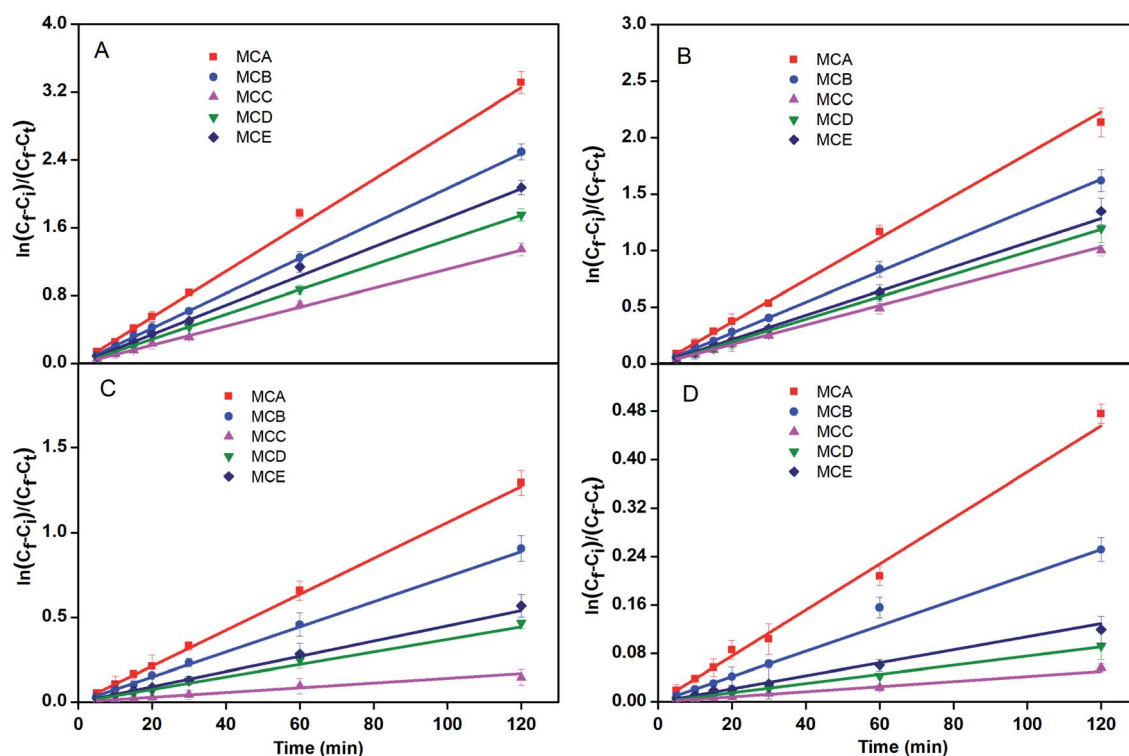 A
MCA
MCB
MCC
MCD
MCE
4.0
3.2
2.4
1.6
0.8
0.0
ln(Cf-Ci)/(Cf-Ct)
B
MCA
MCB
MCC
MCD
MCE
3.0
2.5
2.0
1.5
1.0
0.5
0.0
ln(Cf-Ci)/(Cf-Ct)
C
MCA
MCB
MCC
MCD
MCE
1.5
1.0
0.5
0.0
ln(Cf-Ci)/(Cf-Ct)
0 20 40 60 80 100 120
Time (min)
D
MCA
MCB
MCC
MCD
MCE
0.48
0.40
0.32
0.24
0.16
0.08
0.00
ln(Cf-Ci)/(Cf-Ct)
0 20 40 60 80 100 120
Time (min)